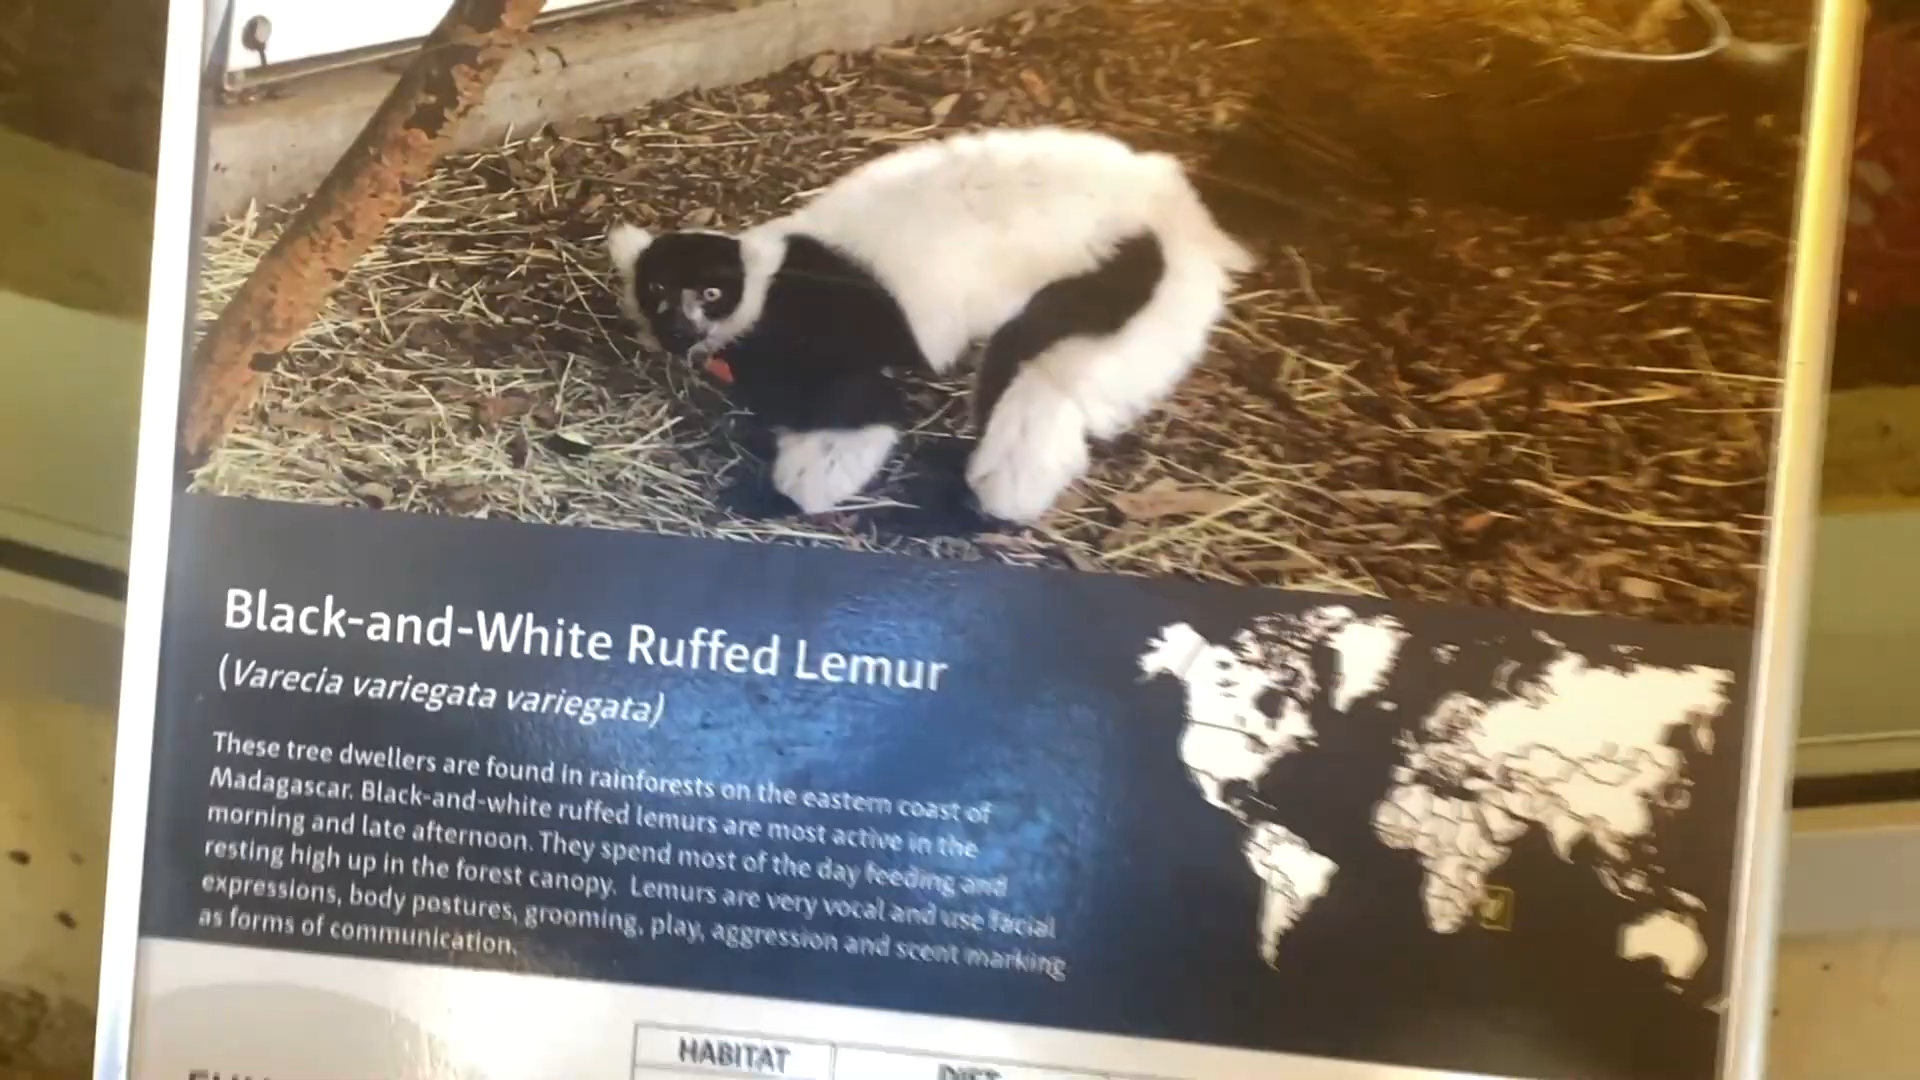 Black-and-White Ruffed Lemur
(Varecia variegata variegata)
These tree dwellers are found in rainforests on the eastern coast of
Madagascar. Black-and-white ruffed lemurs are most active in the
morning and late afternoon. They spend most of the day feeding and
resting high up in the forest canopy. Lemurs are very vocal and use facial
expressions, body postures, grooming, play, aggression and scent marking
as forms of communication.
HABITAT
DIET